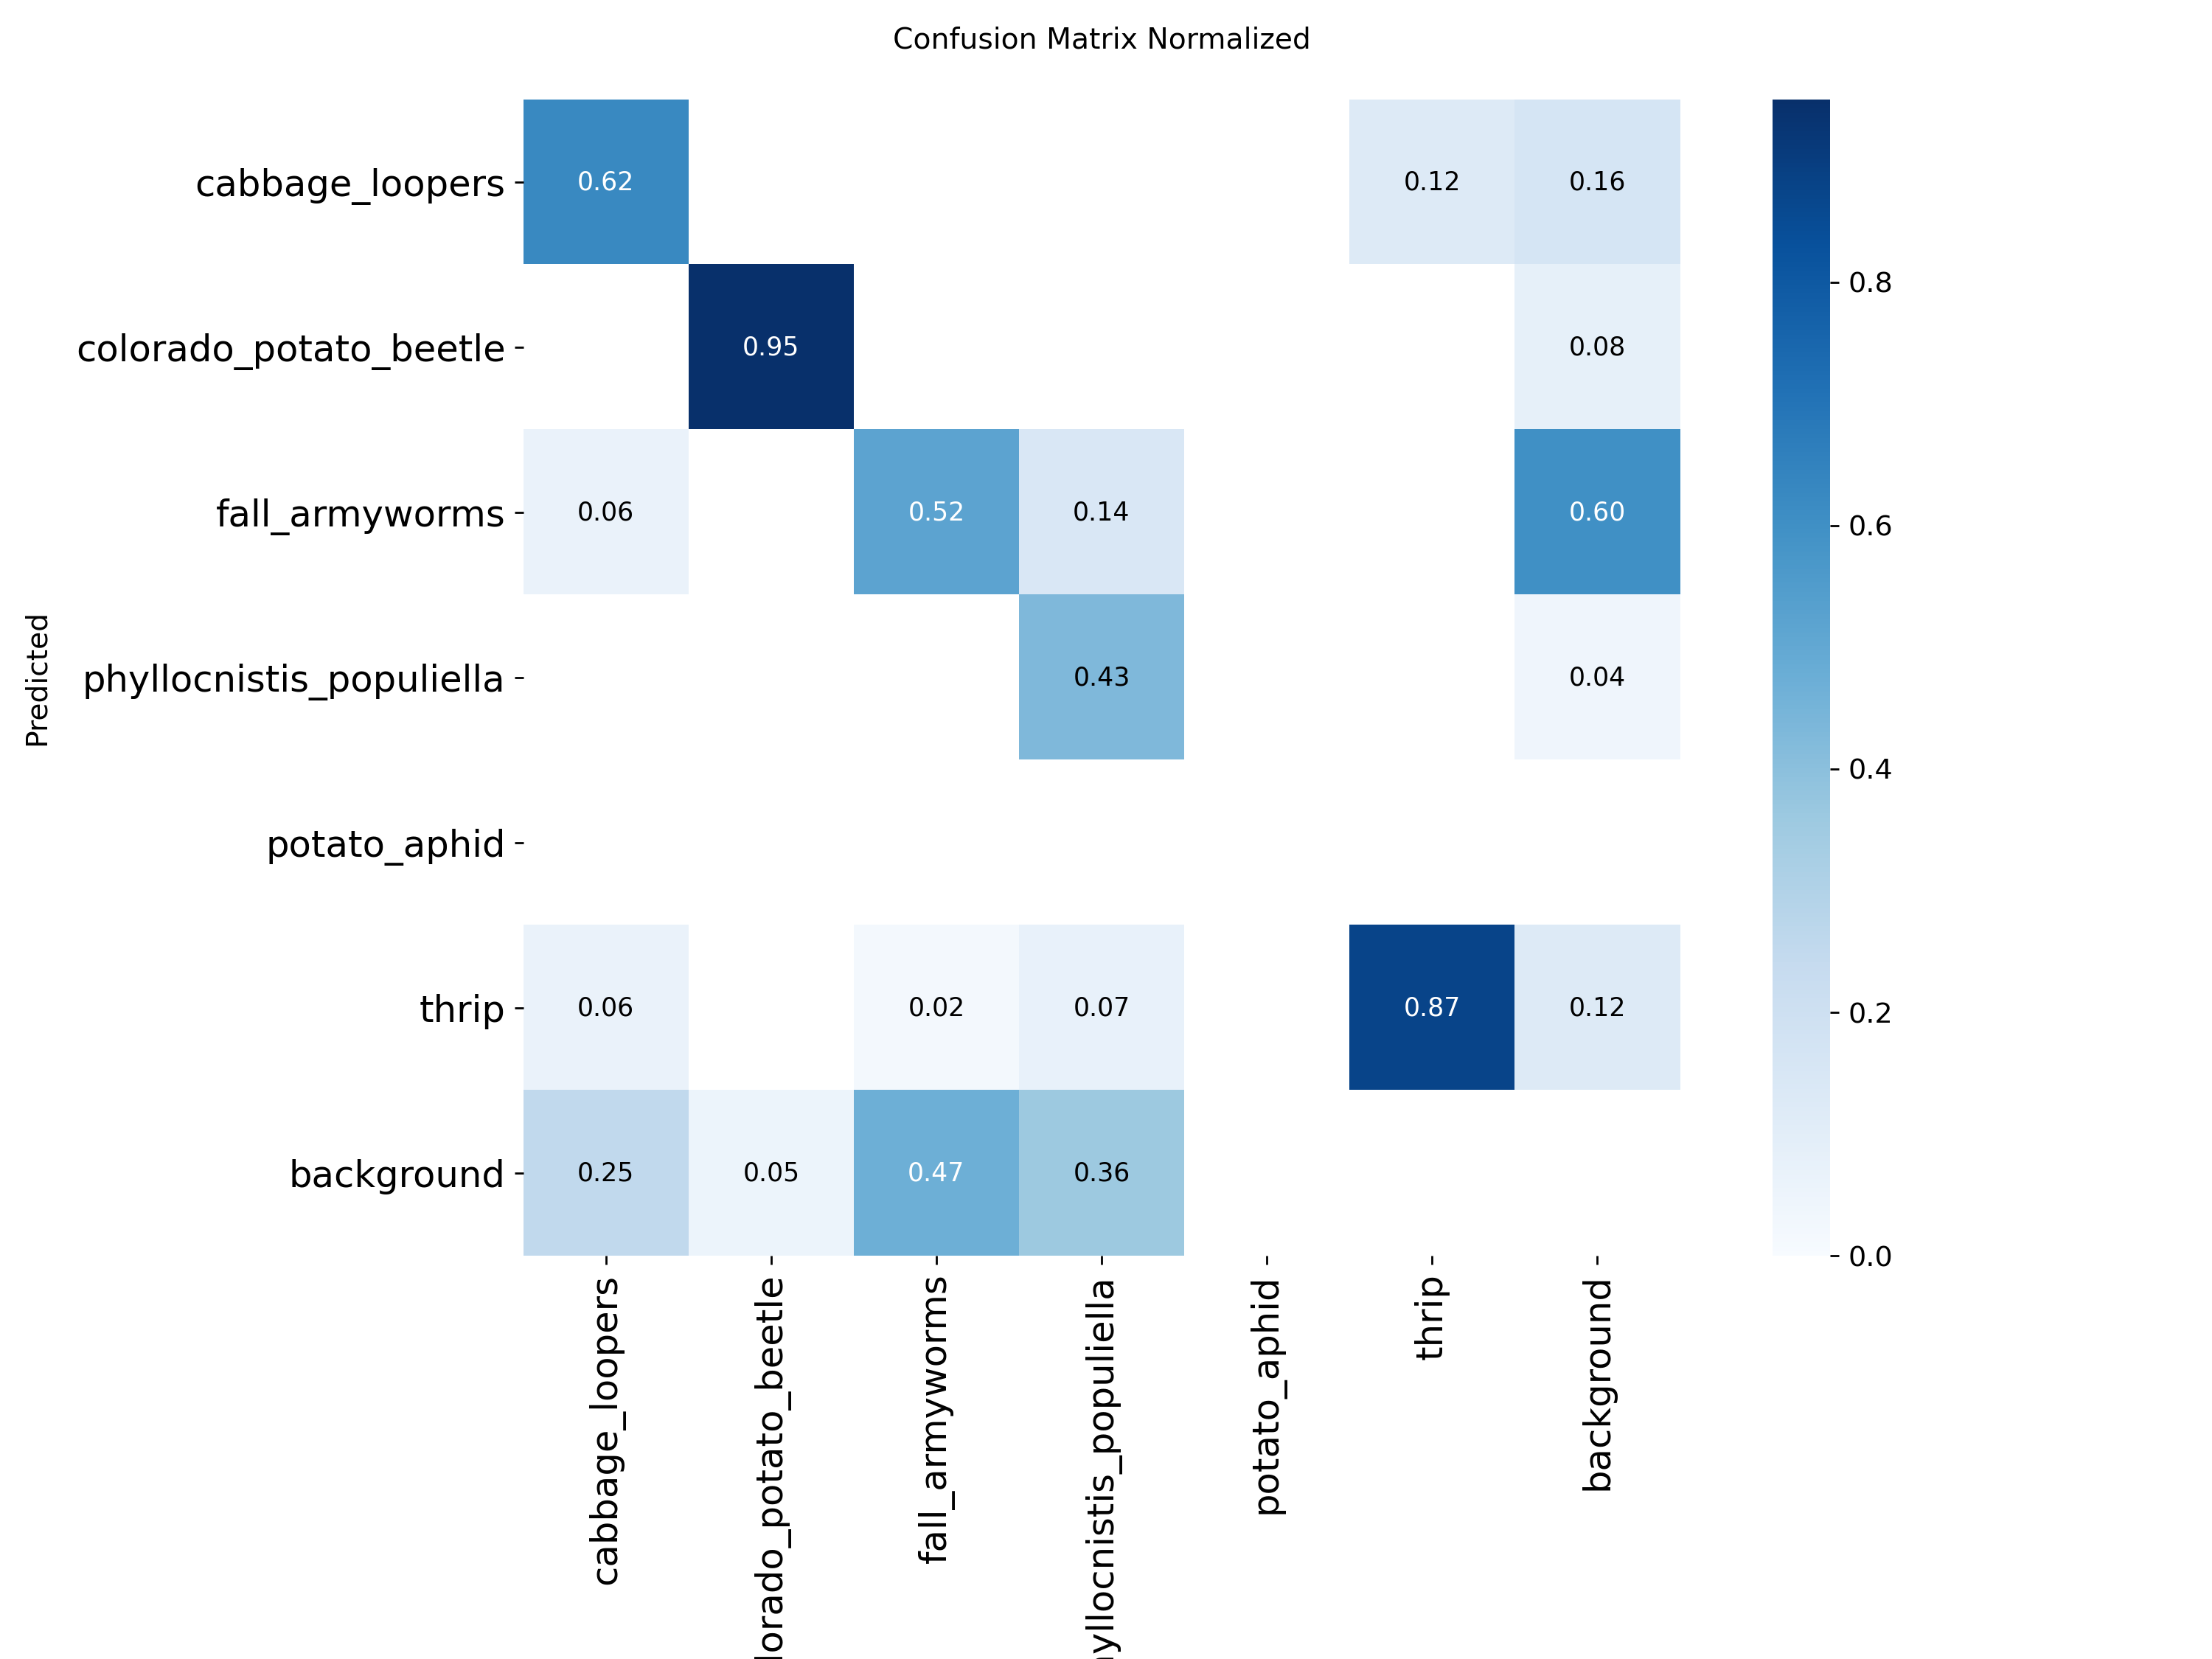 Confusion Matrix Normalized
cabbage_loopers
0.62
0.12
0.16
colorado_potato_beetle
0.95
0.08
0.8
fall_armyworms
0.06
0.52
0.14
0.60
0.6
Predicted
phyllocnistis_populiella
0.43
0.04
0.4
potato_aphid
thrip
0.06
0.02
0.07
0.87
0.12
0.2
background
0.25
0.05
0.47
0.36
0.0
cabbage_loopers
lorado_potato_beetle
fall_armyworms
yllocnistis_populiella
potato_aphid
thrip
background